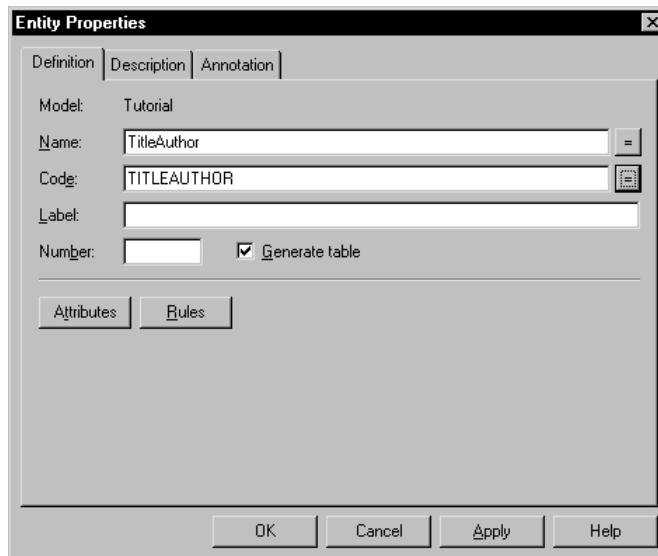 Entity Properties
Definition Description Annotation
Model: Tutorial
Name: TitleAuthor =
Code: TITLEAUTHOR =
Label:
Number: Generate table
Attributes Rules
OK Cancel Apply Help